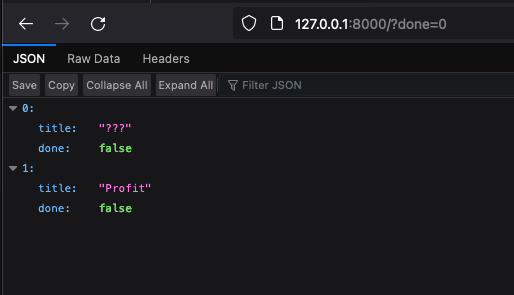 127.0.0.1:8000/?done=0
JSON Raw Data Headers
Save Copy Collapse All Expand All Filter JSON
0:
title: "???"
done: false
1:
title: "Profit"
done: false